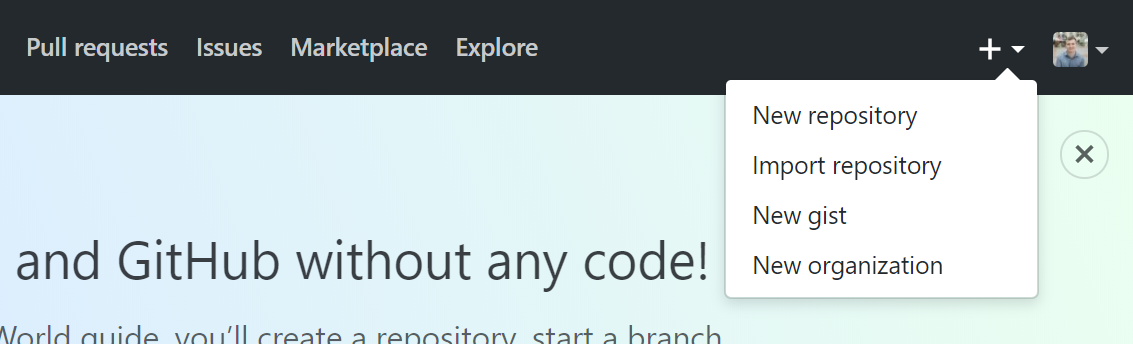 Pull requests Issues Marketplace Explore
New repository
Import repository
New gist
New organization
and GitHub without any code!
World guide, you’ll create a repository, start a branch